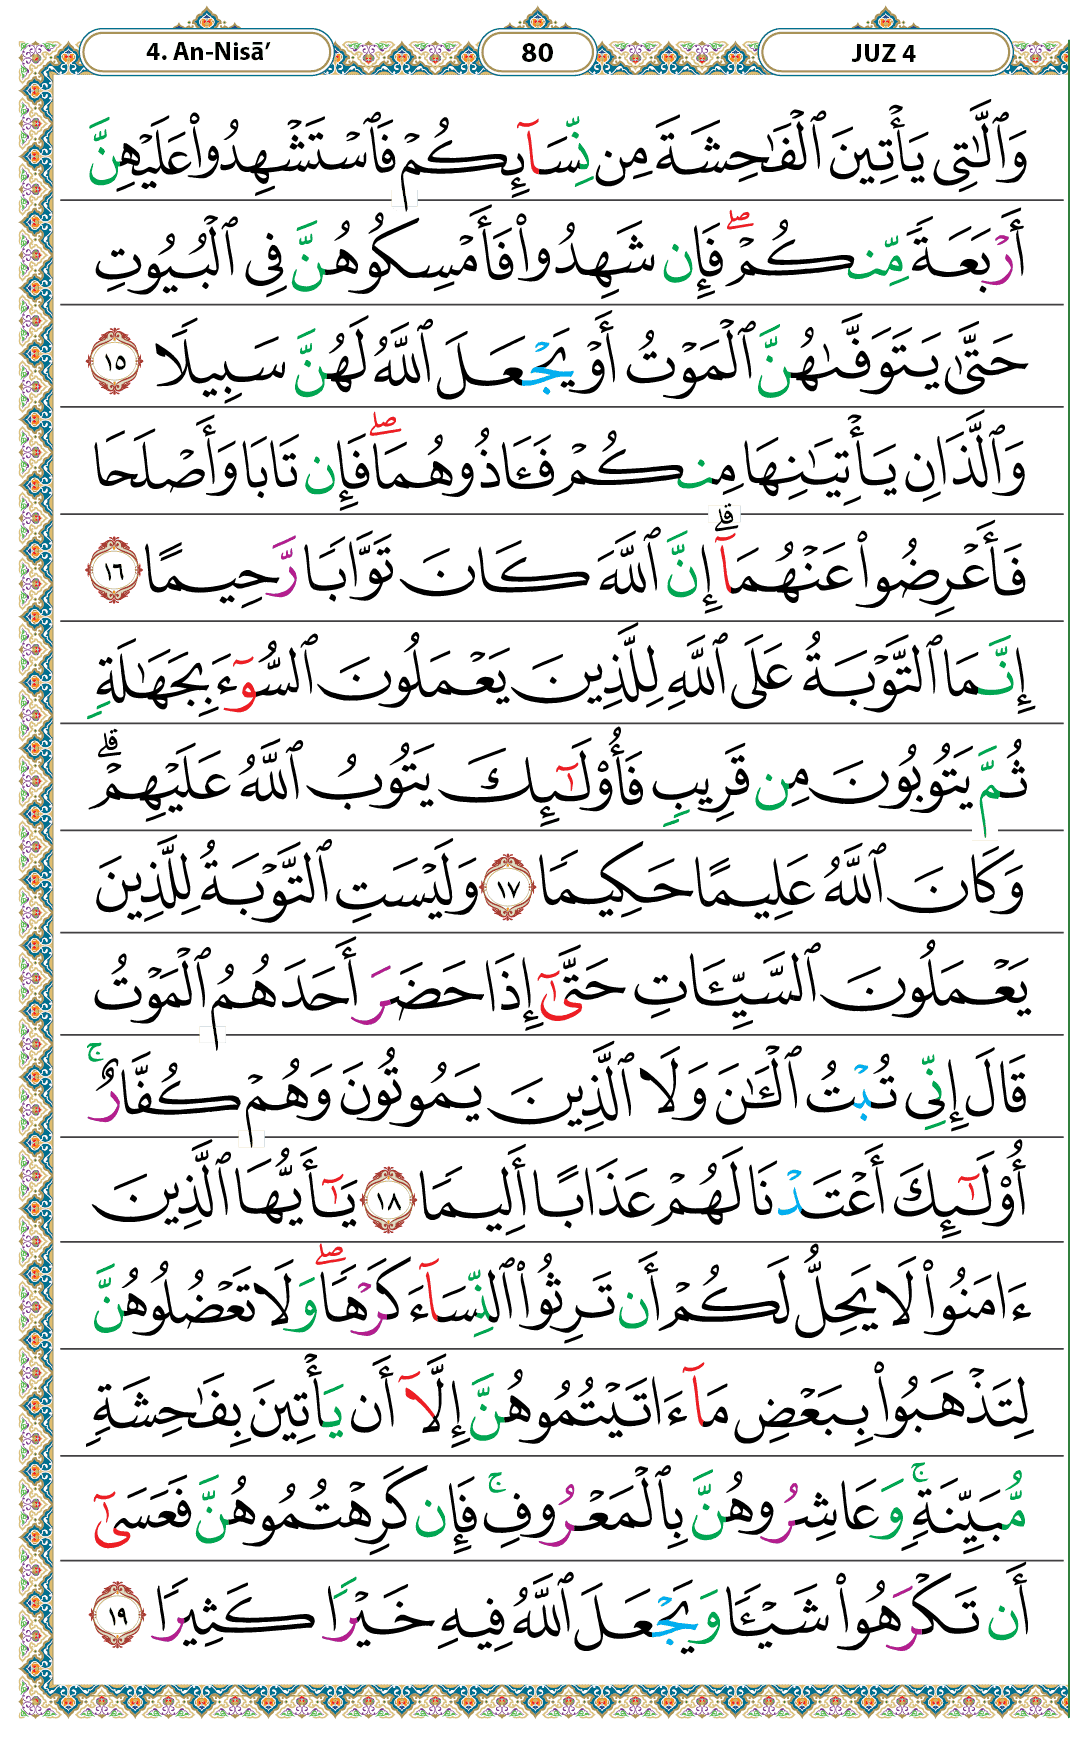 4. An-Nisā’
80
JUZ 4
وَٱلَّـٰتِى يَأْتِينَ ٱلْفَـٰحِشَةَ مِن نِّسَآئِكُمْ فَٱسْتَشْهِدُوا۟ عَلَيْهِنَّ
أَرْبَعَةً مِّنكُمْ ۖ فَإِن شَهِدُوا۟ فَأَمْسِكُوهُنَّ فِى ٱلْبُيُوتِ
حَتَّىٰ يَتَوَفَّىٰهُنَّ ٱلْمَوْتُ أَوْ يَجْعَلَ ٱللَّهُ لَهُنَّ سَبِيلًا ١٥
وَٱلَّذَانِ يَأْتِيَـٰنِهَا مِنكُمْ فَـَٔاذُوهُمَا ۖ فَإِن تَابَا وَأَصْلَحَا
فَأَعْرِضُوا۟ عَنْهُمَآ ۗ إِنَّ ٱللَّهَ كَانَ تَوَّابًا رَّحِيمًا ١٦
إِنَّمَا ٱلتَّوْبَةُ عَلَى ٱللَّهِ لِلَّذِينَ يَعْمَلُونَ ٱلسُّوٓءَ بِجَهَـٰلَةٍ
ثُمَّ يَتُوبُونَ مِن قَرِيبٍ فَأُو۟لَـٰٓئِكَ يَتُوبُ ٱللَّهُ عَلَيْهِمْ ۗ
وَكَانَ ٱللَّهُ عَلِيمًا حَكِيمًا ١٧ وَلَيْسَتِ ٱلتَّوْبَةُ لِلَّذِينَ
يَعْمَلُونَ ٱلسَّيِّـَٔاتِ حَتَّىٰٓ إِذَا حَضَرَ أَحَدَهُمُ ٱلْمَوْتُ
قَالَ إِنِّى تُبْتُ ٱلْـَٔـٰنَ وَلَا ٱلَّذِينَ يَمُوتُونَ وَهُمْ كُفَّارٌ ۚ
أُو۟لَـٰٓئِكَ أَعْتَدْنَا لَهُمْ عَذَابًا أَلِيمًا ١٨ يَـٰٓأَيُّهَا ٱلَّذِينَ
ءَامَنُوا۟ لَا يَحِلُّ لَكُمْ أَن تَرِثُوا۟ ٱلنِّسَآءَ كَرْهًا ۖ وَلَا تَعْضُلُوهُنَّ
لِتَذْهَبُوا۟ بِبَعْضِ مَآ ءَاتَيْتُمُوهُنَّ إِلَّآ أَن يَأْتِينَ بِفَـٰحِشَةٍ
مُّبَيِّنَةٍ ۚ وَعَاشِرُوهُنَّ بِٱلْمَعْرُوفِ ۚ فَإِن كَرِهْتُمُوهُنَّ فَعَسَىٰٓ
أَن تَكْرَهُوا۟ شَيْـًٔا وَيَجْعَلَ ٱللَّهُ فِيهِ خَيْرًا كَثِيرًا ١٩